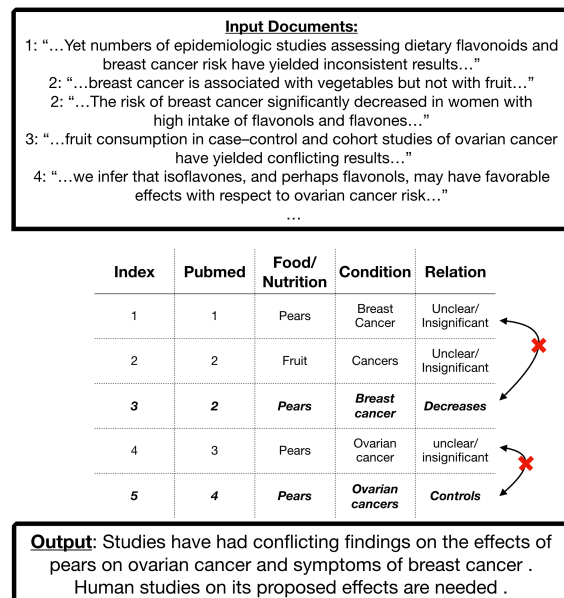 Input Documents:
1: “…Yet numbers of epidemiologic studies assessing dietary flavonoids and
breast cancer risk have yielded inconsistent results…”
2: “…breast cancer is associated with vegetables but not with fruit…”
2: “…The risk of breast cancer significantly decreased in women with
high intake of flavonols and flavones…”
3: “…fruit consumption in case–control and cohort studies of ovarian cancer
have yielded conflicting results…”
4: “…we infer that isoflavones, and perhaps flavonols, may have favorable
effects with respect to ovarian cancer risk…”
…
Index Pubmed Food/ Nutrition Condition Relation
1 1 Pears Breast Cancer Unclear/ Insignificant
2 2 Fruit Cancers Unclear/ Insignificant
3 2 Pears Breast cancer Decreases
4 3 Pears Ovarian cancer unclear/ insignificant
5 4 Pears Ovarian cancers Controls
Output: Studies have had conflicting findings on the effects of
pears on ovarian cancer and symptoms of breast cancer .
Human studies on its proposed effects are needed .